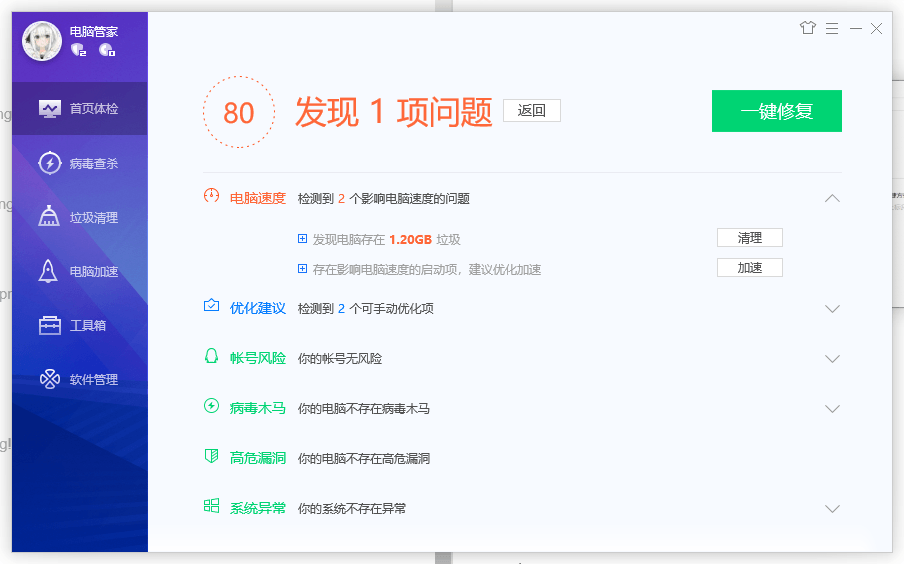 电脑管家
首页体检
病毒查杀
垃圾清理
电脑加速
工具箱
软件管理
80
发现 1 项问题
返回
一键修复
电脑速度 检测到 2 个影响电脑速度的问题
发现电脑存在 1.20GB 垃圾
清理
存在影响电脑速度的启动项，建议优化加速
加速
优化建议 检测到 2 个可手动优化项
帐号风险 你的帐号无风险
病毒木马 你的电脑不存在病毒木马
高危漏洞 你的电脑不存在高危漏洞
系统异常 你的系统不存在异常